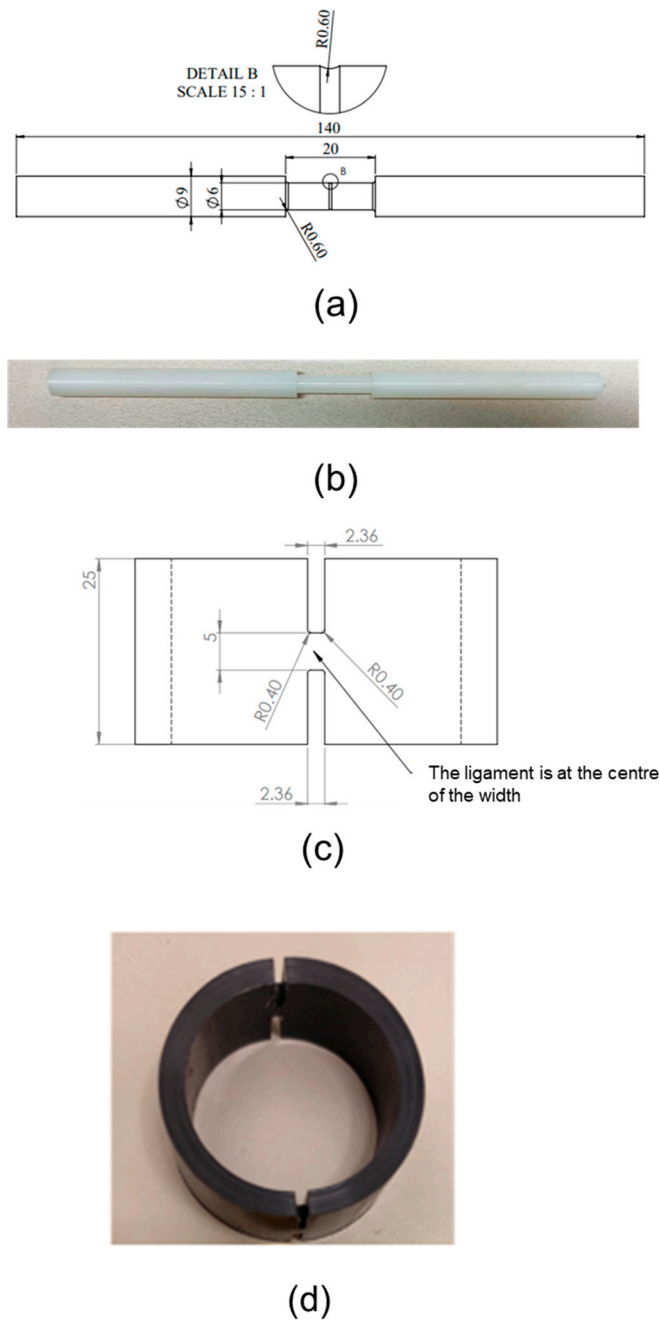 R0.60
DETAIL B
SCALE 15 : 1
140
20
B
Ø9
Ø6
R0.60
(a)
(b)
2.36
25
5
R0.40
R0.40
The ligament is at the centre
of the width
2.36
(c)
(d)